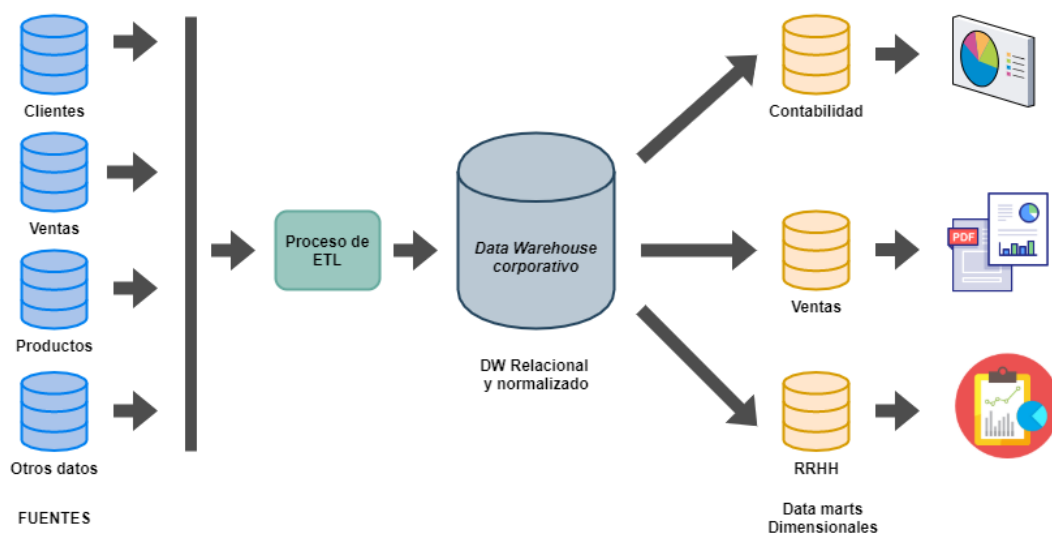 Clientes
Ventas
Productos
Otros datos
FUENTES
Proceso de
ETL
Data Warehouse
corporativo
DW Relacional
y normalizado
Contabilidad
Ventas
RRHH
Data marts
Dimensionales
PDF